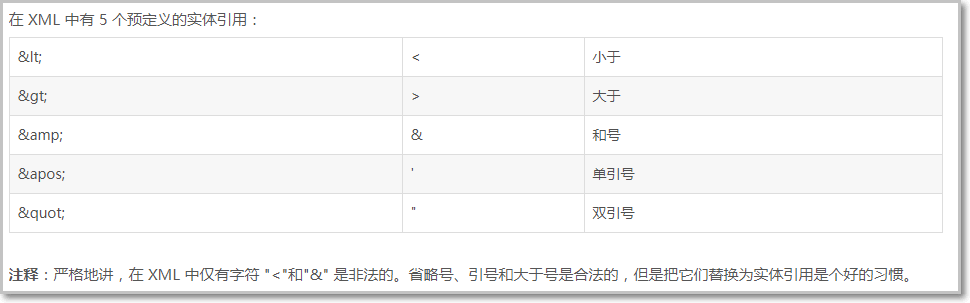 在 XML 中有 5 个预定义的实体引用：
&lt; < 小于
&gt; > 大于
&amp; & 和号
&apos; ' 单引号
&quot; " 双引号
注释：严格地讲，在 XML 中仅有字符 "<"和"&" 是非法的。省略号、引号和大于号是合法的，但是把它们替换为实体引用是个好的习惯。